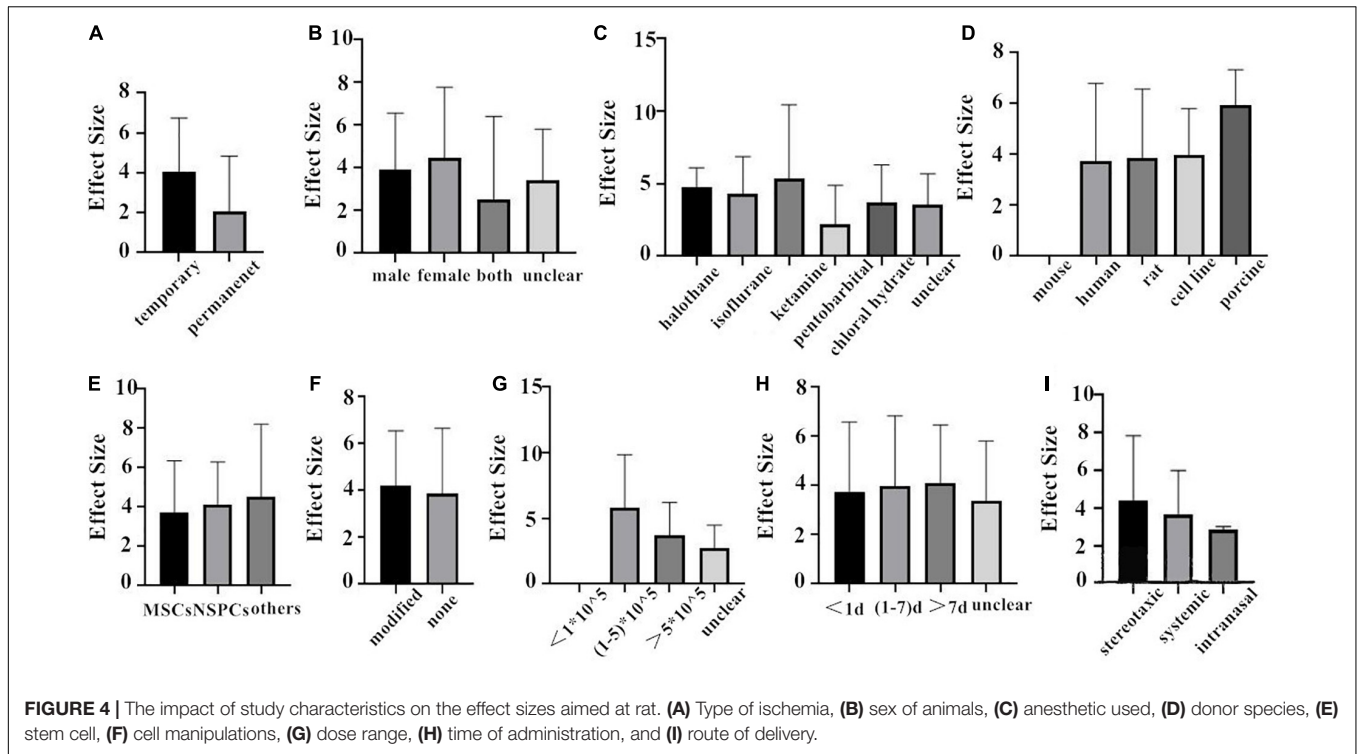 A
Effect Size
8
6
4
2
0
temporary
permanenet
B
Effect Size
10
8
6
4
2
0
male female both unclear
C
Effect Size
15
10
5
0
halothane
isoflurane
ketamine
pentobarbital
chloral hydrate
unclear
D
Effect Size
8
6
4
2
0
mouse
human
rat
cell line
porcine
E
Effect Size
10
8
6
4
2
0
MSCs NSPCs others
F
Effect Size
8
6
4
2
0
modified
none
G
Effect Size
15
10
5
0
<1*10^5
(1-5)*10^5
>5*10^5
unclear
H
Effect Size
8
6
4
2
0
<1d (1-7)d >7d unclear
I
Effect Size
10
8
6
4
2
0
stereotaxic
systemic
intranasal
FIGURE 4 | The impact of study characteristics on the effect sizes aimed at rat. (A) Type of ischemia, (B) sex of animals, (C) anesthetic used, (D) donor species, (E)
stem cell, (F) cell manipulations, (G) dose range, (H) time of administration, and (I) route of delivery.